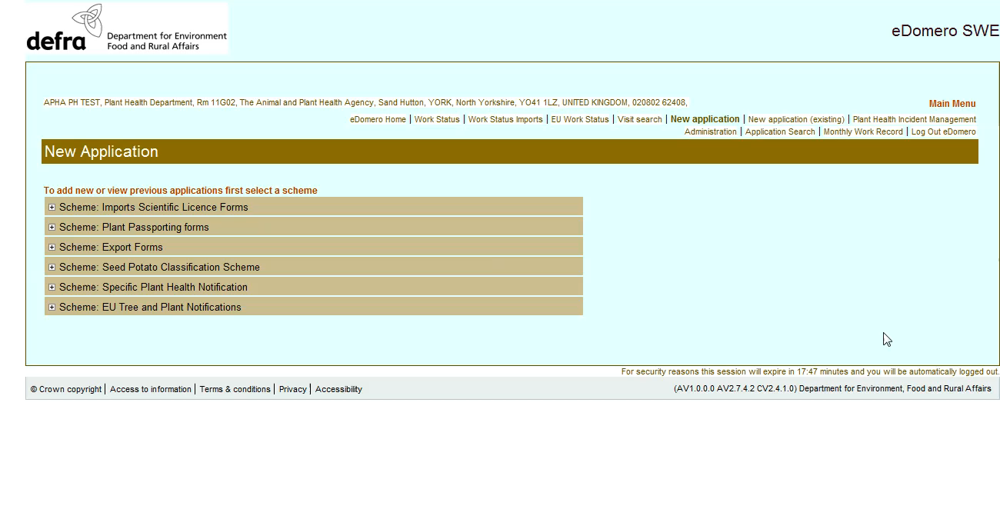 defra
Department for Environment
Food and Rural Affairs
eDomero SWE
APHA PH TEST, Plant Health Department, Rm 11G02, The Animal and Plant Health Agency, Sand Hutton, YORK, North Yorkshire, YO41 1LZ, UNITED KINGDOM, 020802 62408,
Main Menu
eDomero Home | Work Status | Work Status Imports | EU Work Status | Visit search | New application | New application (existing) | Plant Health Incident Management
Administration | Application Search | Monthly Work Record | Log Out eDomero
New Application
To add new or view previous applications first select a scheme
Scheme: Imports Scientific Licence Forms
Scheme: Plant Passporting forms
Scheme: Export Forms
Scheme: Seed Potato Classification Scheme
Scheme: Specific Plant Health Notification
Scheme: EU Tree and Plant Notifications
For security reasons this session will expire in 17:47 minutes and you will be automatically logged out.
© Crown copyright | Access to information | Terms & conditions | Privacy | Accessibility
(AV1.0.0.0 AV2.7.4.2 CV2.4.1.0) Department for Environment, Food and Rural Affairs